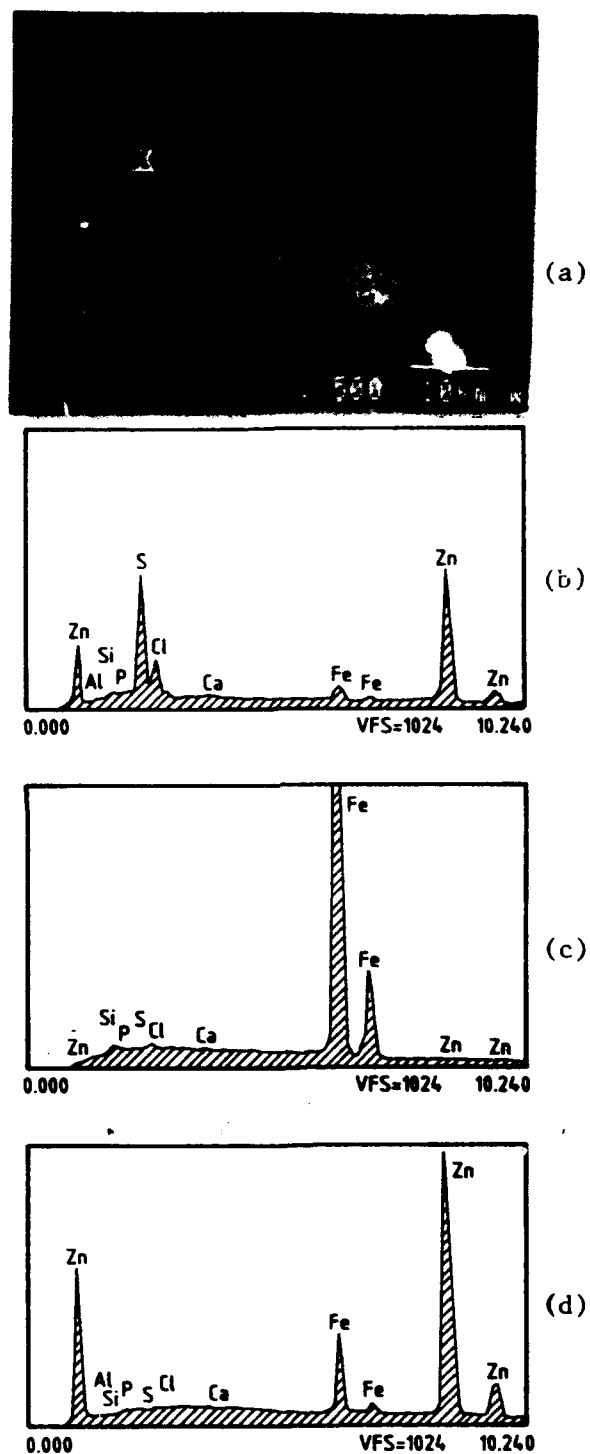 (a)
500 10µm
(b)
S
Zn
Zn
Si
Cl
Al
P
Ca
Fe
Fe
Zn
0.000
VFS=1024
10.240
(c)
Fe
Fe
Si
S
P
Cl
Zn
Ca
Zn
Zn
0.000
VFS=1024
10.240
(d)
Zn
Zn
Fe
Al
P
Cl
Si
S
Ca
Fe
Zn
0.000
VFS=1024
10.240